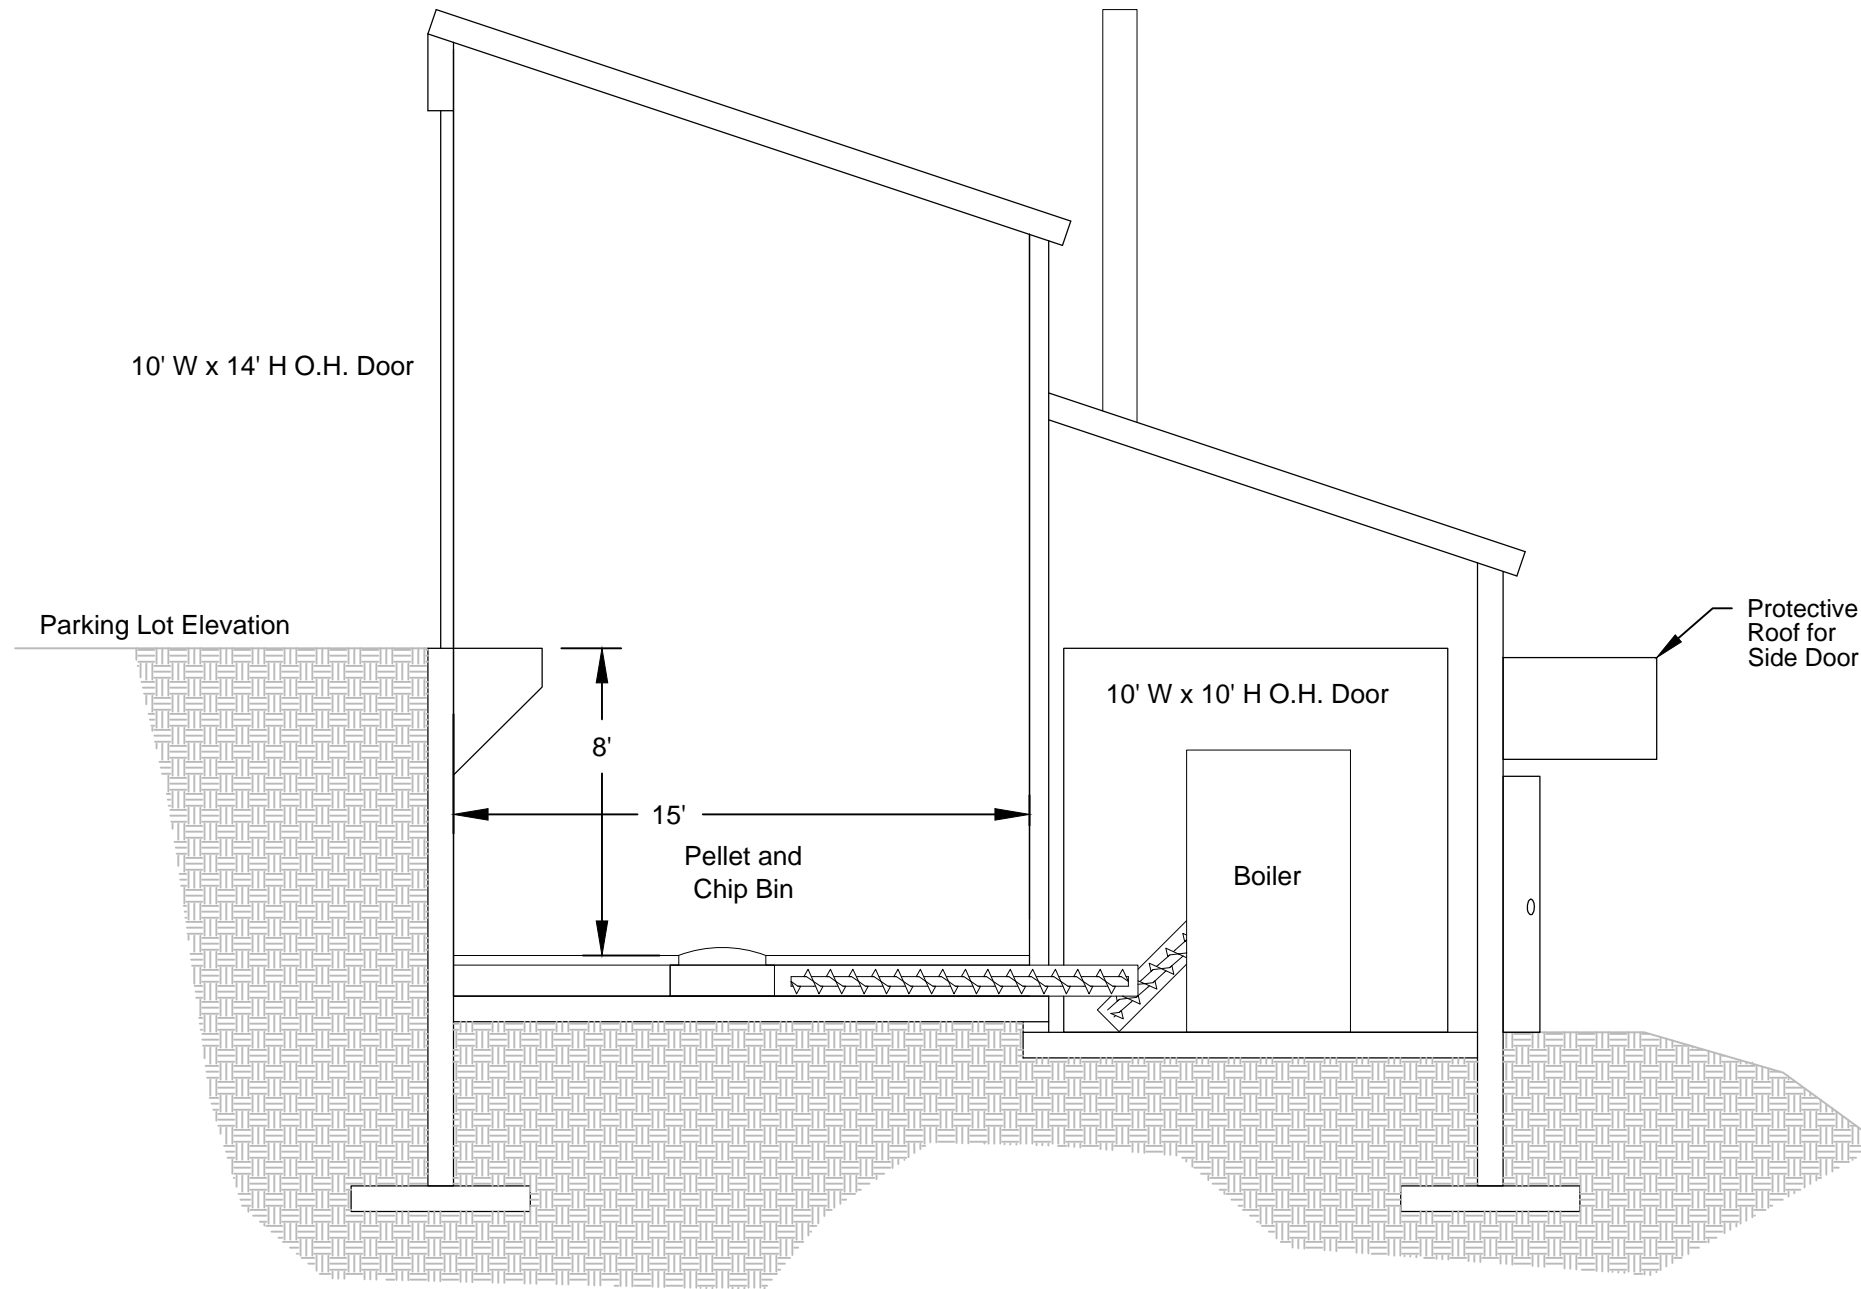 10' W x 14' H O.H. Door
Parking Lot Elevation
Protective
Roof for
Side Door
10' W x 10' H O.H. Door
8'
15'
Pellet and
Chip Bin
Boiler